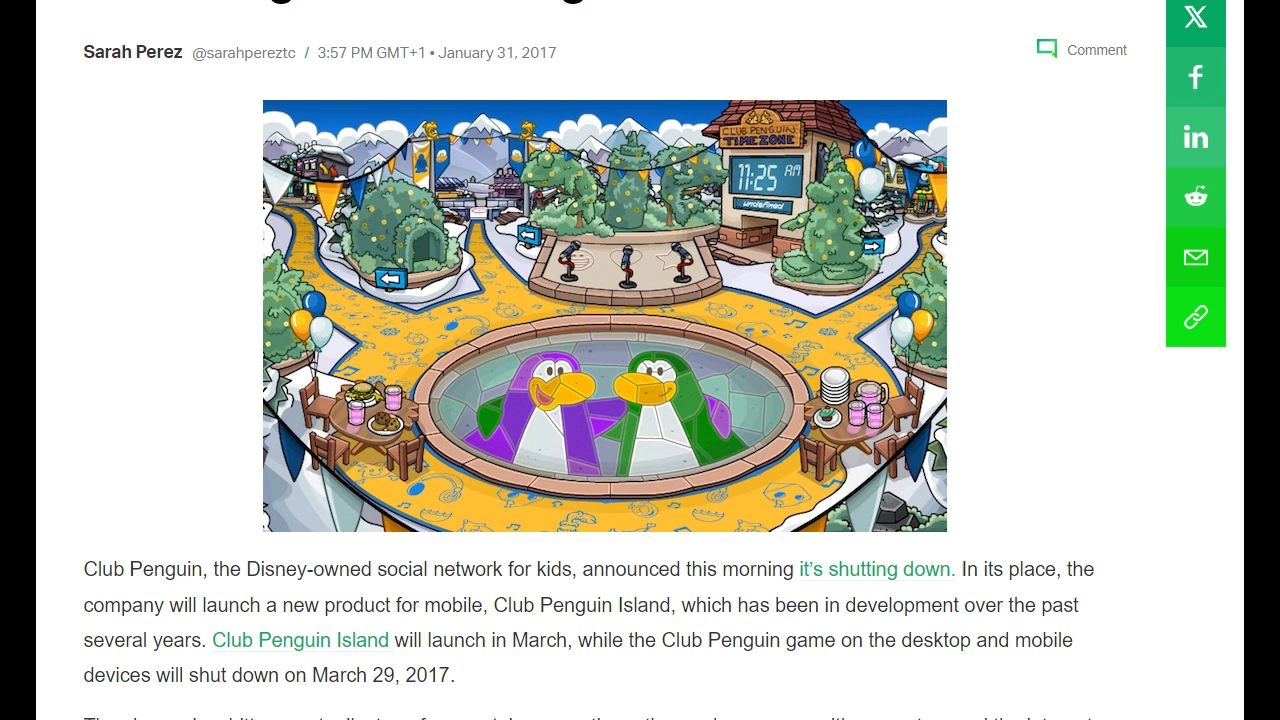 Sarah Perez @sarahpereztc / 3:57 PM GMT+1 • January 31, 2017
Comment
CLUB PENGUIN
TIME ZONE
11:25 AM
undefined
Club Penguin, the Disney-owned social network for kids, announced this morning it’s shutting down. In its place, the
company will launch a new product for mobile, Club Penguin Island, which has been in development over the past
several years. Club Penguin Island will launch in March, while the Club Penguin game on the desktop and mobile
devices will shut down on March 29, 2017.